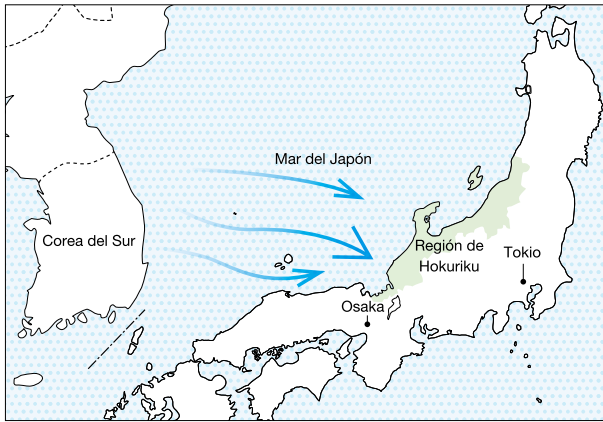 Mar del Japón
Corea del Sur
Región de
Hokuriku
Tokio
Osaka